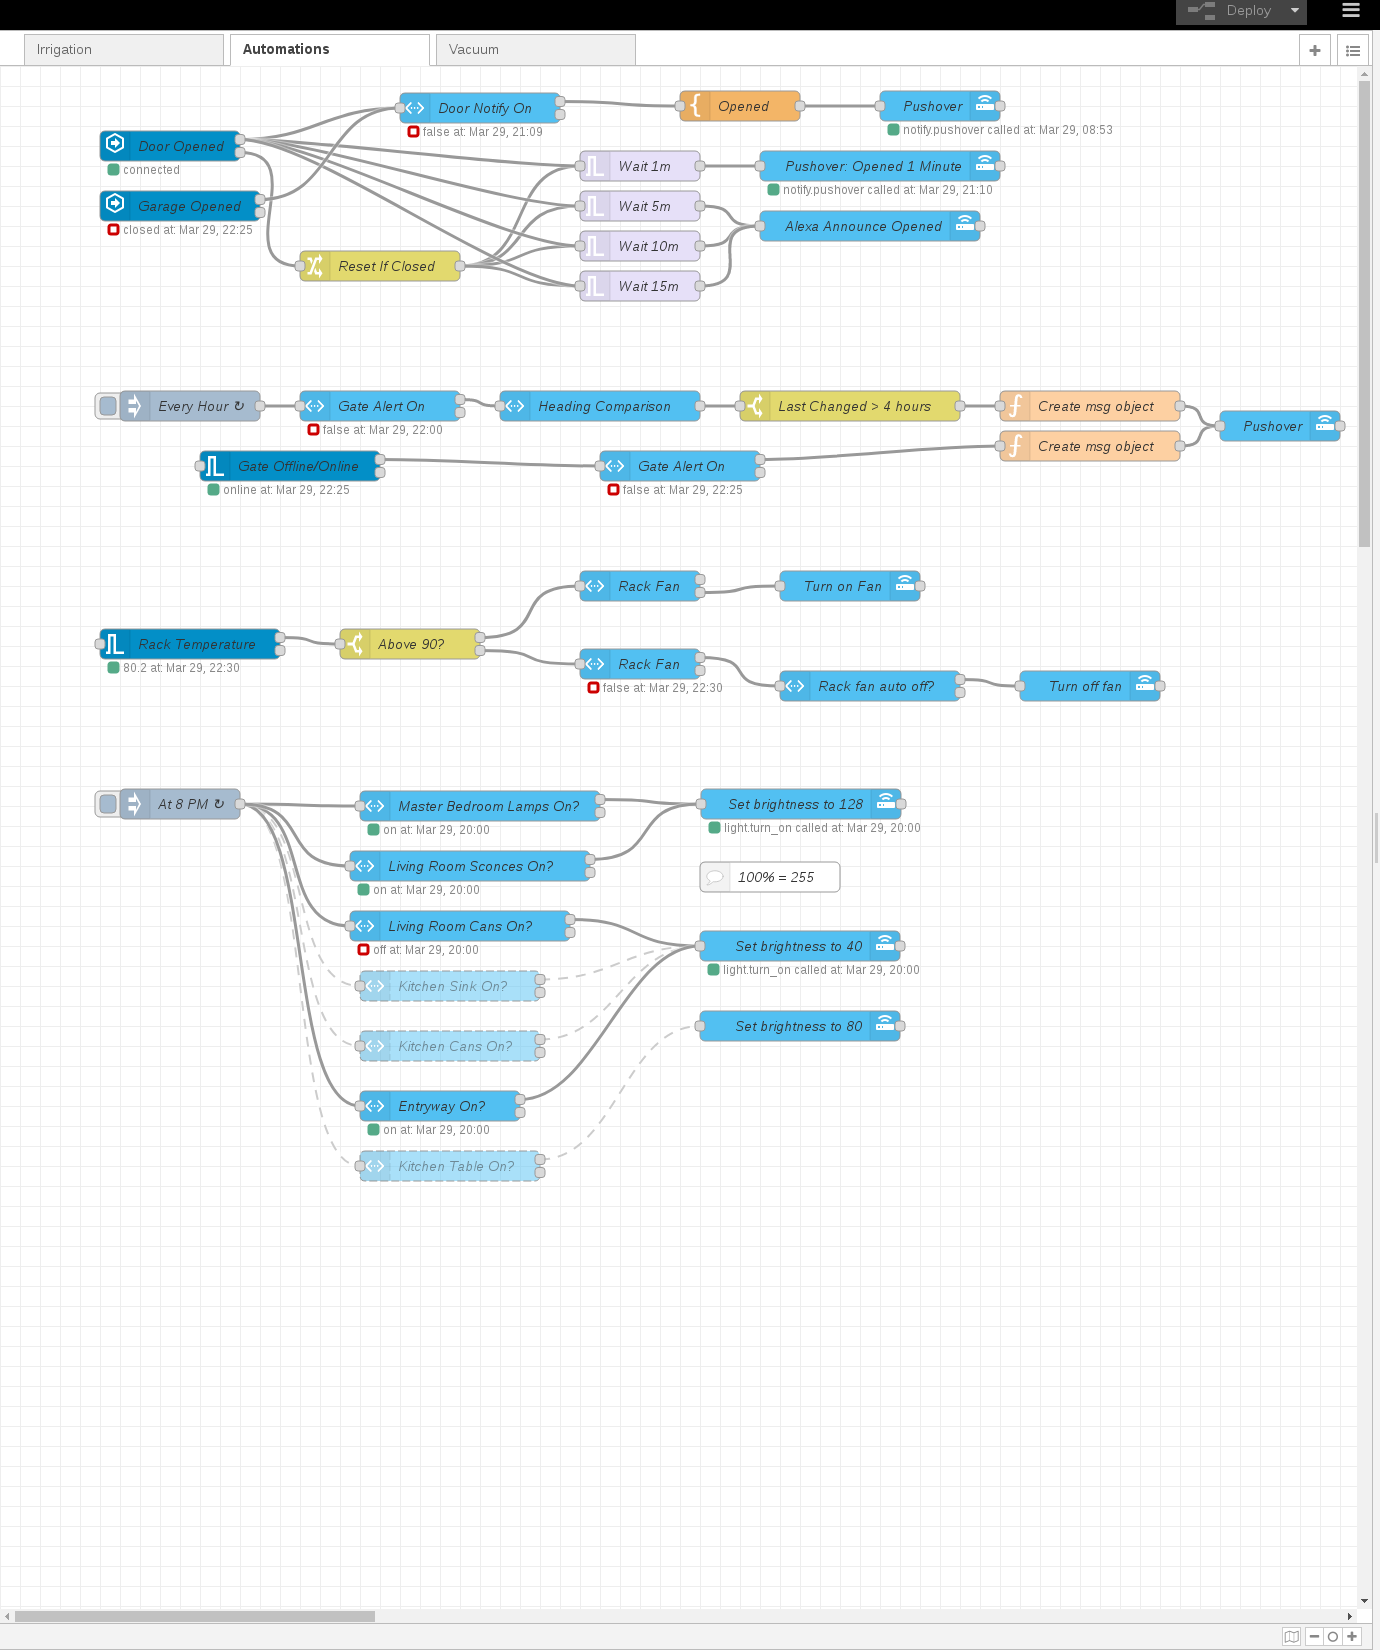 Deploy
Irrigation
Automations
Vacuum
Door Notify On
false at: Mar 29, 21:09
Opened
Pushover
notify.pushover called at: Mar 29, 08:53
Door Opened
connected
Garage Opened
closed at: Mar 29, 22:25
Reset If Closed
Wait 1m
Wait 5m
Wait 10m
Wait 15m
Pushover: Opened 1 Minute
notify.pushover called at: Mar 29, 21:10
Alexa Announce Opened
Every Hour ↻
Gate Alert On
false at: Mar 29, 22:00
Heading Comparison
Last Changed > 4 hours
Create msg object
Create msg object
Pushover
Gate Offline/Online
online at: Mar 29, 22:25
Gate Alert On
false at: Mar 29, 22:25
Rack Fan
Turn on Fan
Rack Temperature
80.2 at: Mar 29, 22:30
Above 90?
Rack Fan
false at: Mar 29, 22:30
Rack fan auto off?
Turn off fan
At 8 PM ↻
Master Bedroom Lamps On?
on at: Mar 29, 20:00
Set brightness to 128
light.turn_on called at: Mar 29, 20:00
Living Room Sconces On?
on at: Mar 29, 20:00
100% = 255
Living Room Cans On?
off at: Mar 29, 20:00
Set brightness to 40
light.turn_on called at: Mar 29, 20:00
Kitchen Sink On?
Set brightness to 80
Kitchen Cans On?
Entryway On?
on at: Mar 29, 20:00
Kitchen Table On?